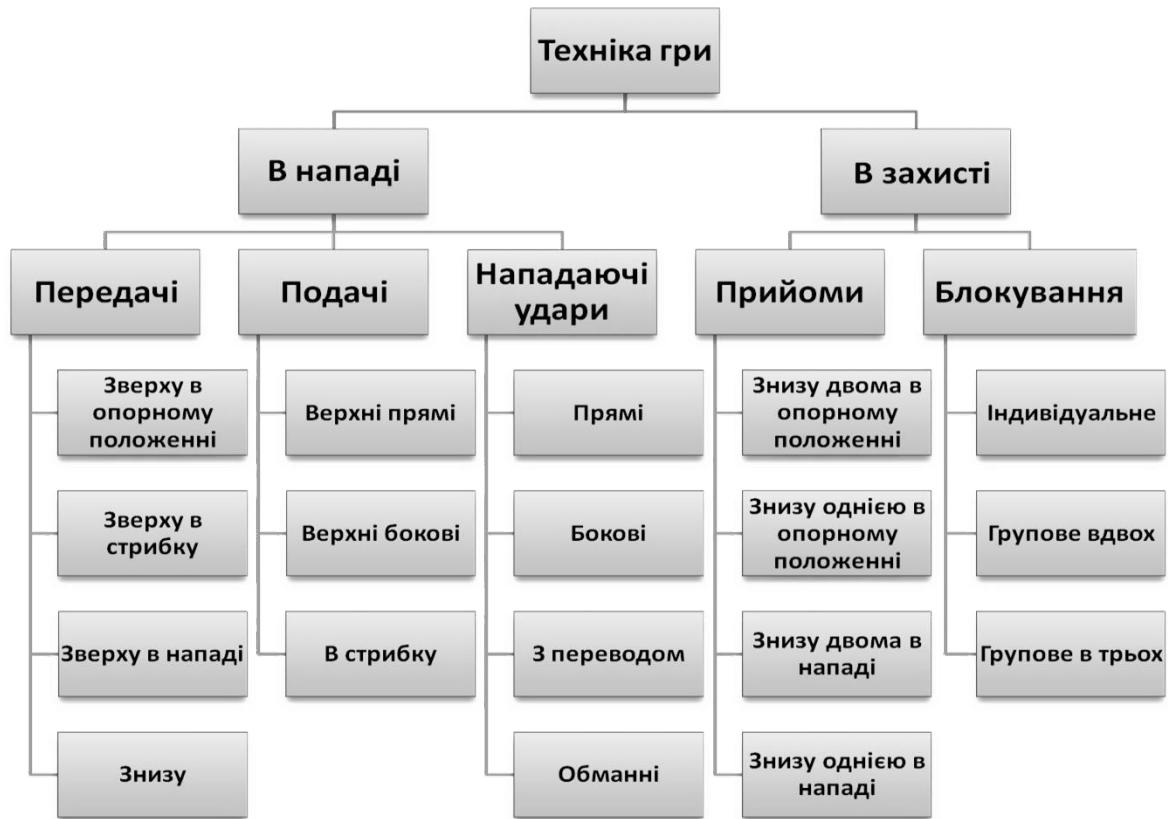 Техніка гри
В нападі
В захисті
Передачі
Подачі
Нападаючі
удари
Прийоми
Блокування
Зверху в
опорному
положенні
Верхні прямі
Прямі
Знизу двома в
опорному
положенні
Індивідуальне
Зверху в
стрибку
Верхні бокові
Бокові
Знизу однією в
опорному
положенні
Групове вдвох
Зверху в нападі
В стрибку
З переводом
Знизу двома в
нападі
Групове в трьох
Знизу
Обманні
Знизу однією в
нападі